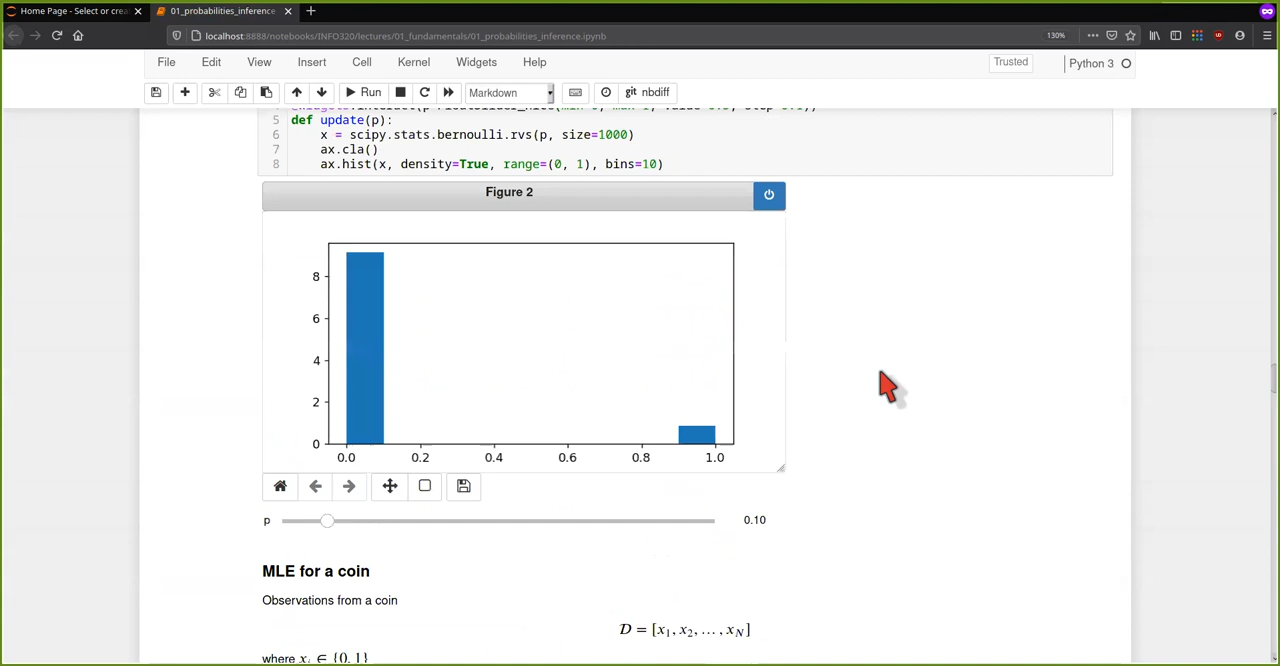 Home Page - Select or crea
01_probabilities_inference
localhost:8888/notebooks/INFO320/lectures/01_fundamentals/01_probabilities_inference.ipynb
130%
File Edit View Insert Cell Kernel Widgets Help
Trusted
Python 3
Run
Markdown
git nbdiff
5 def update(p):
6 x = scipy.stats.bernoulli.rvs(p, size=1000)
7 ax.cla()
8 ax.hist(x, density=True, range=(0, 1), bins=10)
Figure 2
8
6
4
2
0
0.0 0.2 0.4 0.6 0.8 1.0
p
0.10
MLE for a coin
Observations from a coin
𝒟 = [x₁, x₂, … , x_N]
where xᵢ ∈ {0, 1}